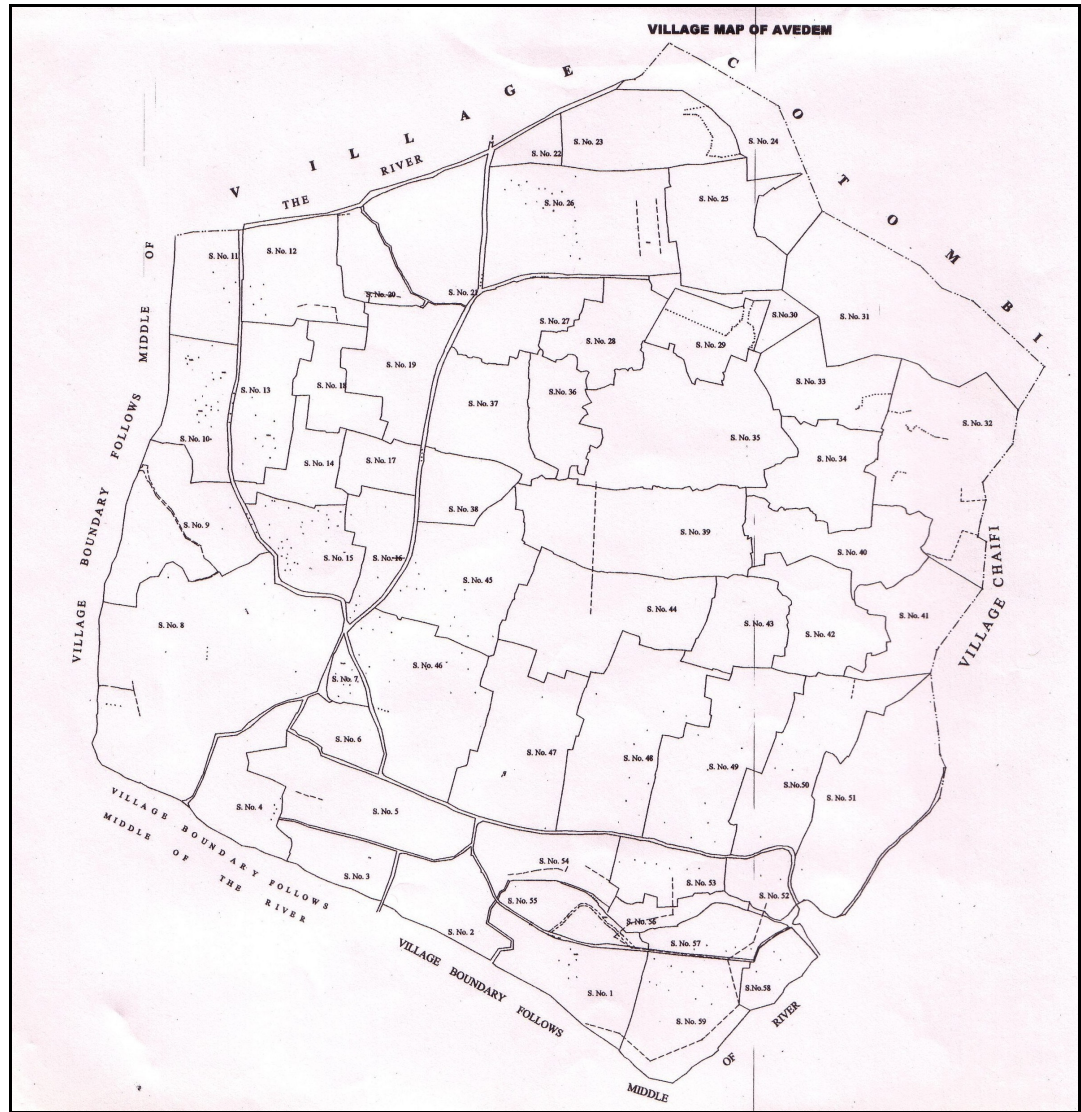 VILLAGE MAP OF AVEDEM
VILLAGE COTOMBI
VILLAGE BOUNDARY FOLLOWS MIDDLE OF THE RIVER
S. No. 22
S. No. 23
S. No. 24
S. No. 26
S. No. 25
S. No. 11
S. No. 12
S. No. 20
S. No. 21
S. No. 27
S. No. 28
S. No. 29
S.No.30
S. No. 31
S. No. 13
S. No. 18
S. No. 19
S. No. 37
S.No. 36
S. No. 33
S. No. 32
S. No. 10
S. No. 14
S. No. 17
S. No. 35
S. No. 34
S. No. 9
S. No. 38
S. No. 39
S. No. 40
S. No. 15
S. No. 16
S. No. 45
S. No. 44
S. No. 43
S. No. 42
S. No. 41
VILLAGE CHAIFI
S. No. 8
S. No. 7
S. No. 46
S. No. 6
S. No. 47
S. No. 48
S. No. 49
S.No.50
S. No. 51
S. No. 4
S. No. 5
S. No. 3
S. No. 54
S. No. 53
S. No. 52
S. No. 55
S. No. 56
S. No. 2
S. No. 57
S. No. 1
S. No. 59
S.No.58
VILLAGE BOUNDARY FOLLOWS
MIDDLE OF THE RIVER
VILLAGE BOUNDARY FOLLOWS
MIDDLE OF RIVER